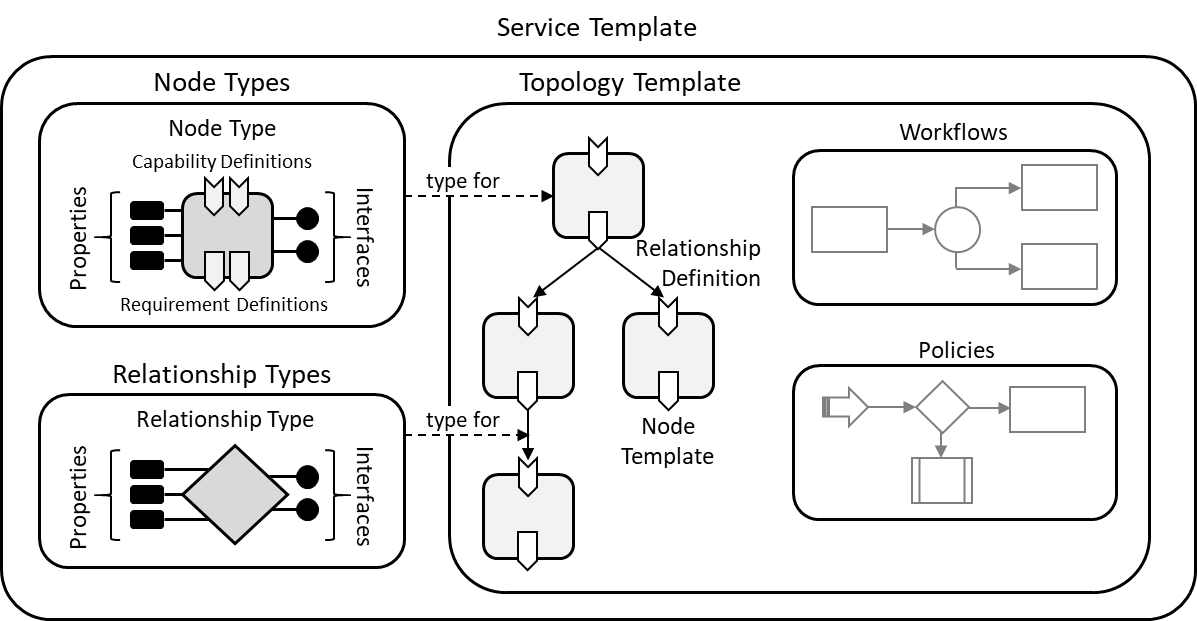 Service Template
Node Types
Node Type
Capability Definitions
Properties
Interfaces
Requirement Definitions
Relationship Types
Relationship Type
Properties
Interfaces
Topology Template
type for
Relationship
Definition
type for
Node
Template
Workflows
Policies